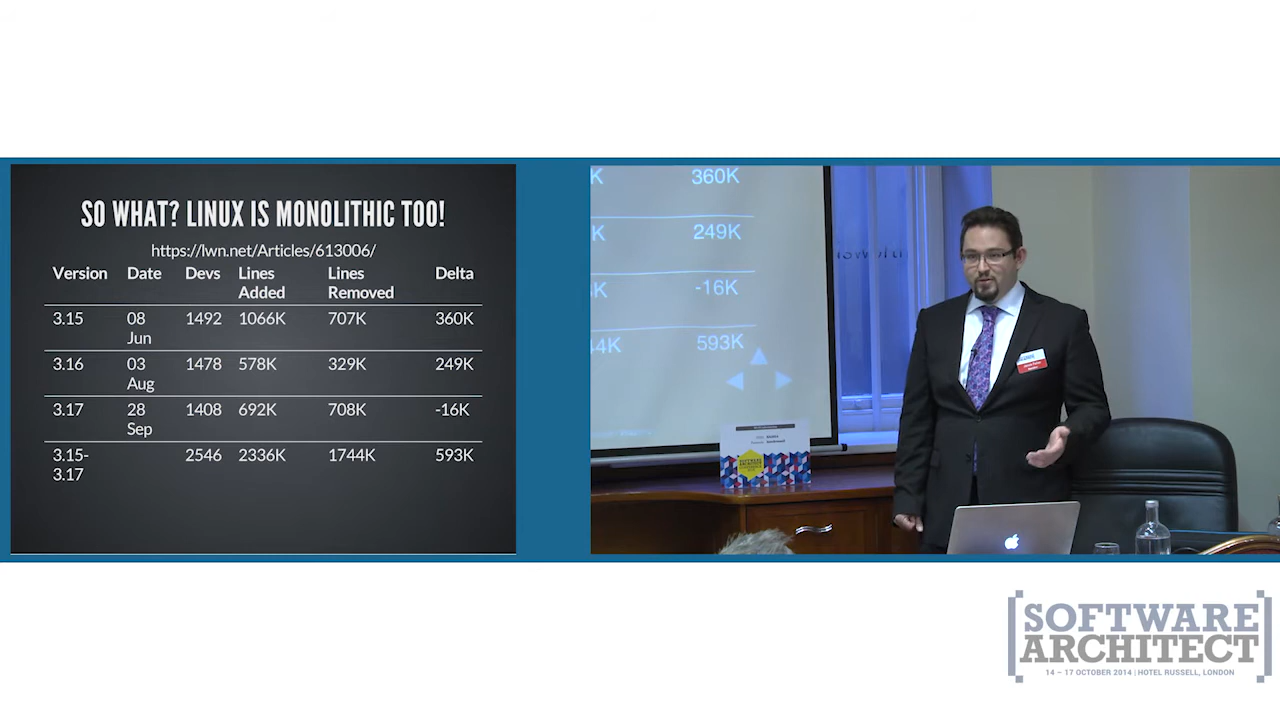 SO WHAT? LINUX IS MONOLITHIC TOO!
https://lwn.net/Articles/613006/
Version Date Devs Lines Added Lines Removed Delta
3.15 08 Jun 1492 1066K 707K 360K
3.16 03 Aug 1478 578K 329K 249K
3.17 28 Sep 1408 692K 708K -16K
3.15-3.17 2546 2336K 1744K 593K
K 360K
K 249K
K -16K
44K 593K
SOFTWARE
ARCHITECT
[SOFTWARE
ARCHITECT]
14 – 17 OCTOBER 2014 | HOTEL RUSSELL, LONDON